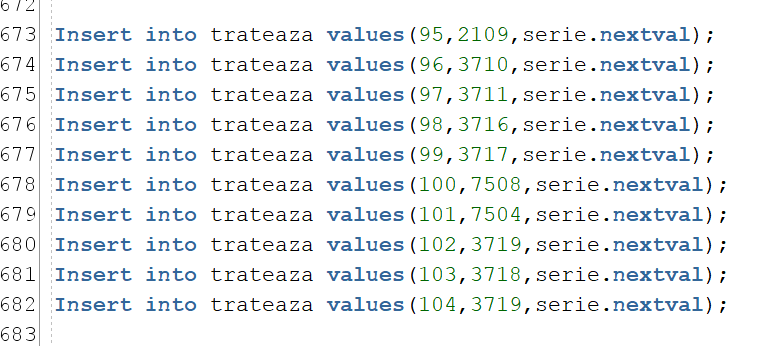 672
673 Insert into trateaza values(95,2109,serie.nextval);
674 Insert into trateaza values(96,3710,serie.nextval);
675 Insert into trateaza values(97,3711,serie.nextval);
676 Insert into trateaza values(98,3716,serie.nextval);
677 Insert into trateaza values(99,3717,serie.nextval);
678 Insert into trateaza values(100,7508,serie.nextval);
679 Insert into trateaza values(101,7504,serie.nextval);
680 Insert into trateaza values(102,3719,serie.nextval);
681 Insert into trateaza values(103,3718,serie.nextval);
682 Insert into trateaza values(104,3719,serie.nextval);
683